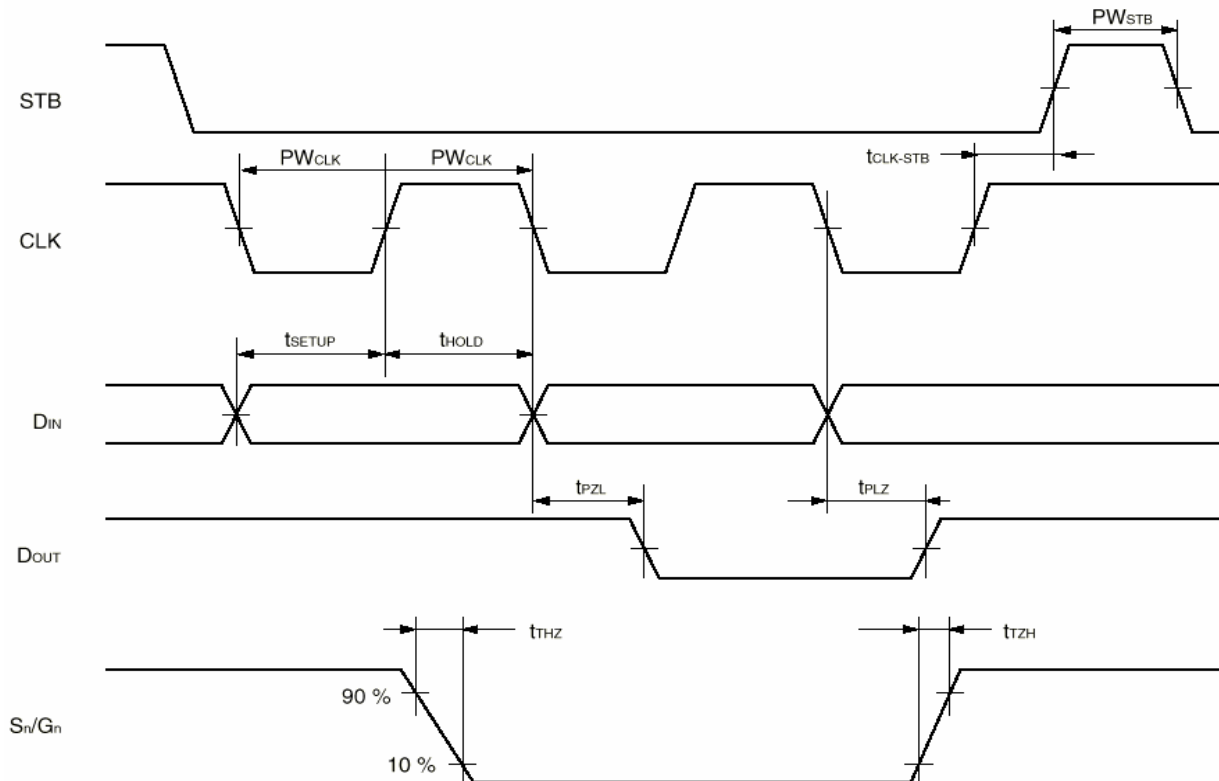 PWSTB
STB
PWCLK PWCLK
tCLK-STB
CLK
tSETUP tHOLD
DIN
tPZL tPLZ
DOUT
tTHZ tTZH
90 %
Sn/Gn
10 %